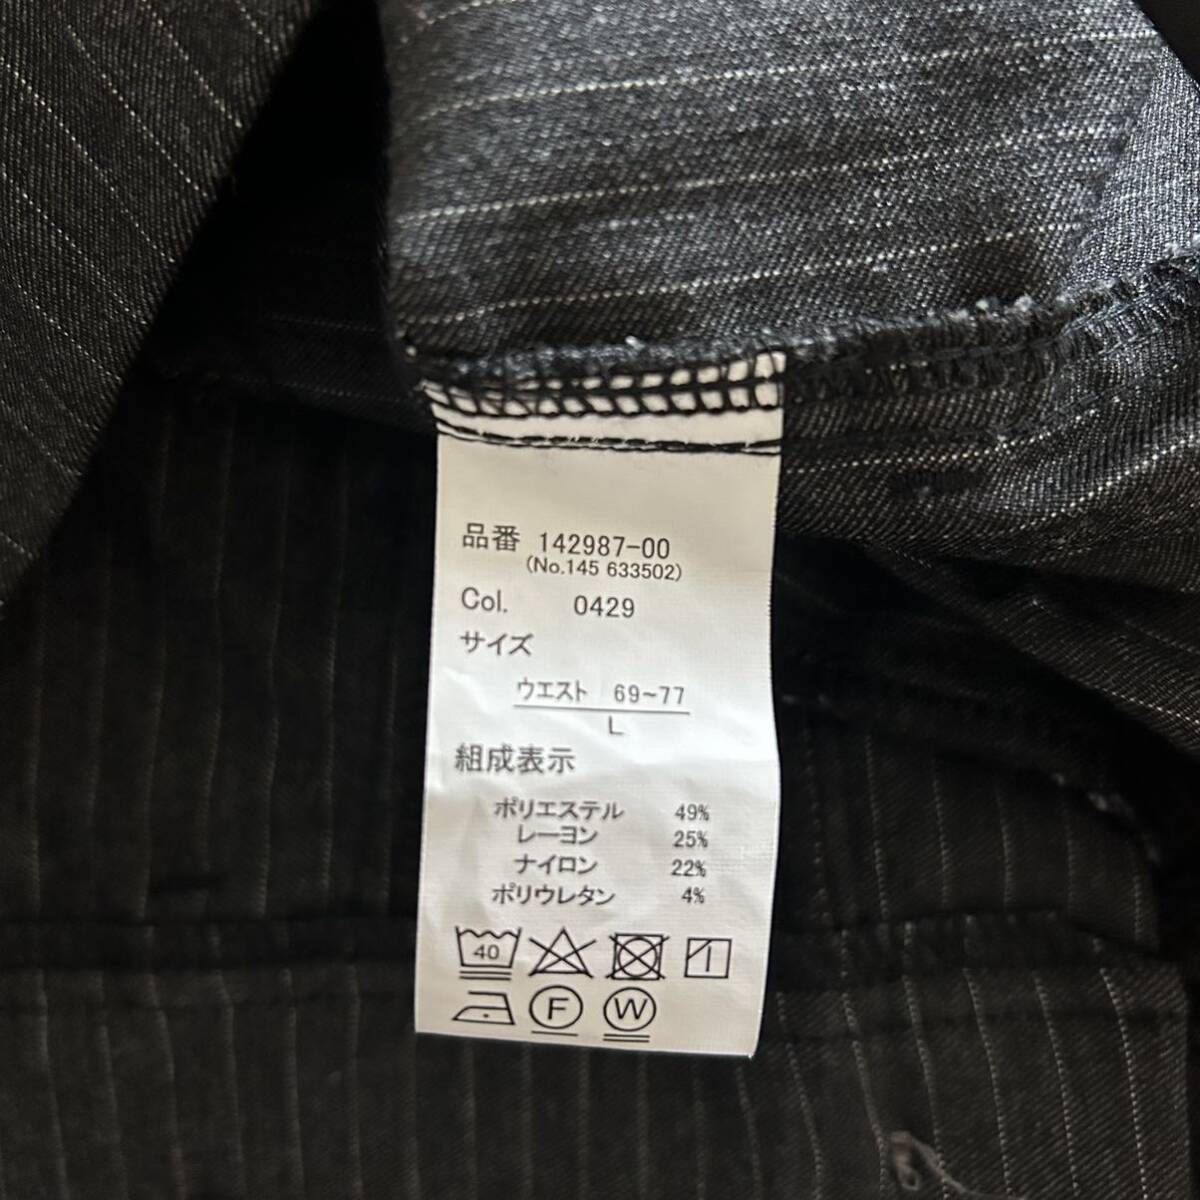 品番 142987-00
(No.145 633502)
Col. 0429
サイズ
ウエスト 69~77
L
組成表示
ポリエステル 49%
レーヨン 25%
ナイロン 22%
ポリウレタン 4%
40
F W